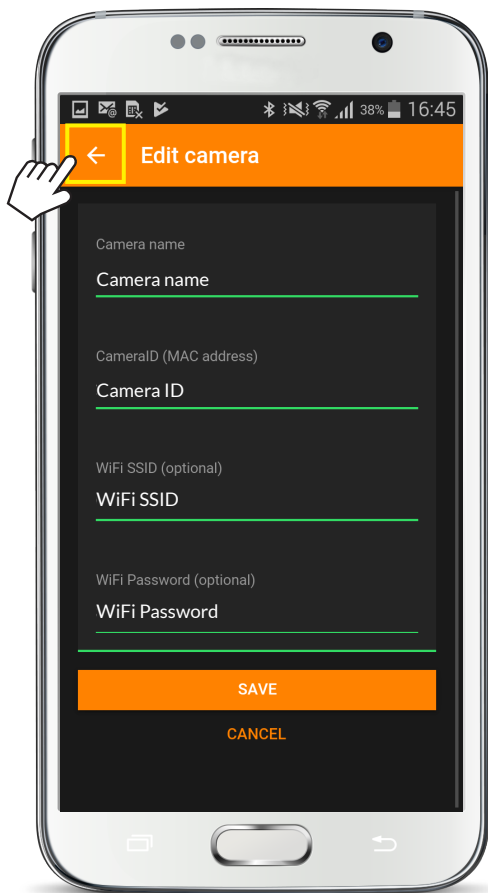 38% 16:45
Edit camera
Camera name
Camera name
CameraID (MAC address)
Camera ID
WiFi SSID (optional)
WiFi SSID
WiFi Password (optional)
WiFi Password
SAVE
CANCEL